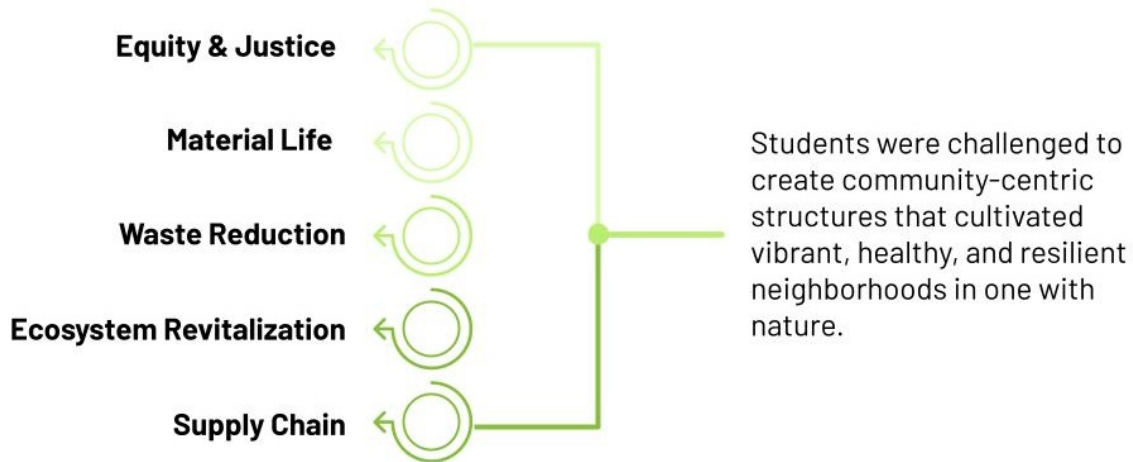 Equity & Justice
Material Life
Waste Reduction
Ecosystem Revitalization
Supply Chain
Students were challenged to
create community-centric
structures that cultivated
vibrant, healthy, and resilient
neighborhoods in one with
nature.